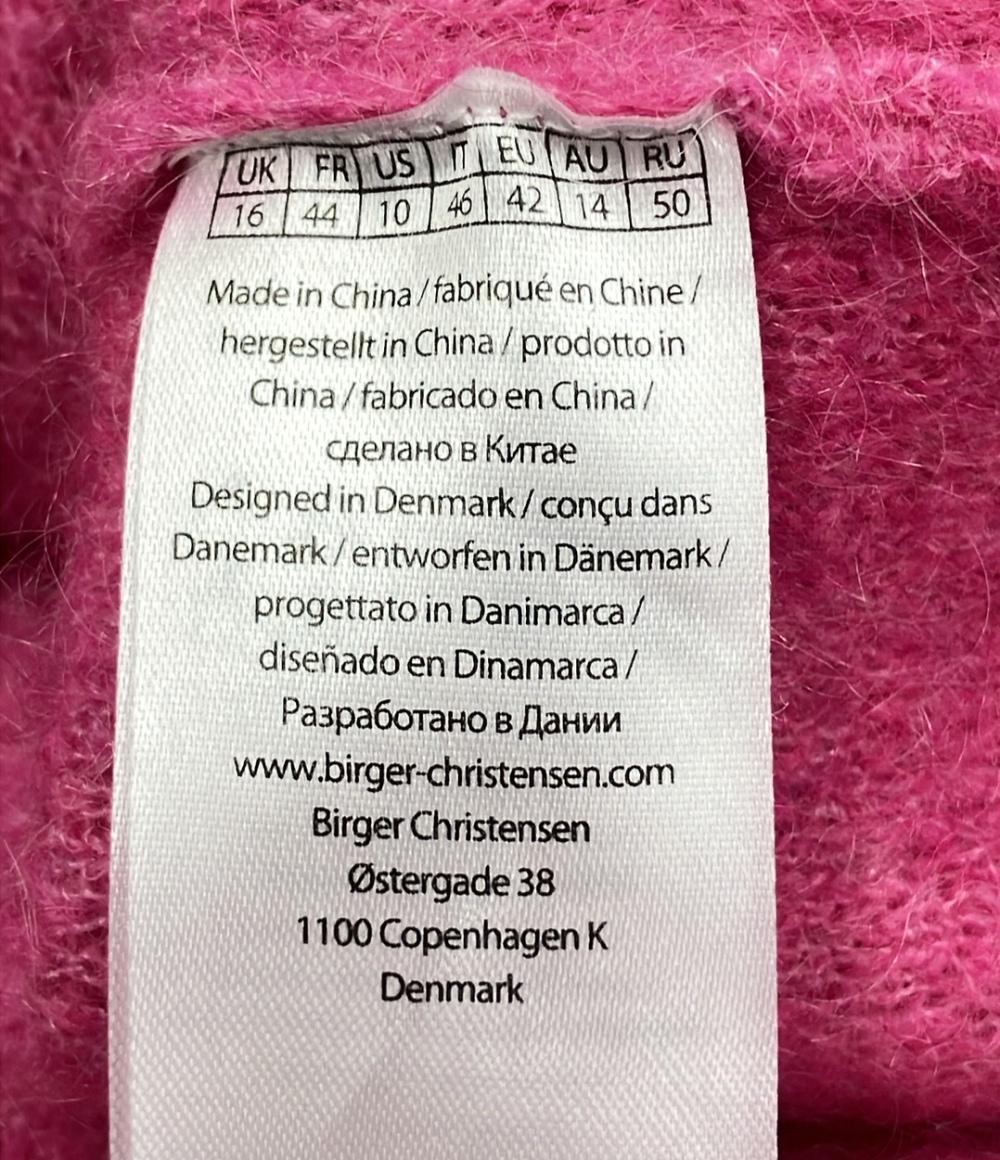 UK FR US IT EU AU RU
16 44 10 46 42 14 50
Made in China / fabriqué en Chine /
hergestellt in China / prodotto in
China / fabricado en China /
сделано в Китае
Designed in Denmark / conçu dans
Danemark / entworfen in Dänemark /
progettato in Danimarca /
diseñado en Dinamarca /
Разработано в Дании
www.birger-christensen.com
Birger Christensen
Østergade 38
1100 Copenhagen K
Denmark